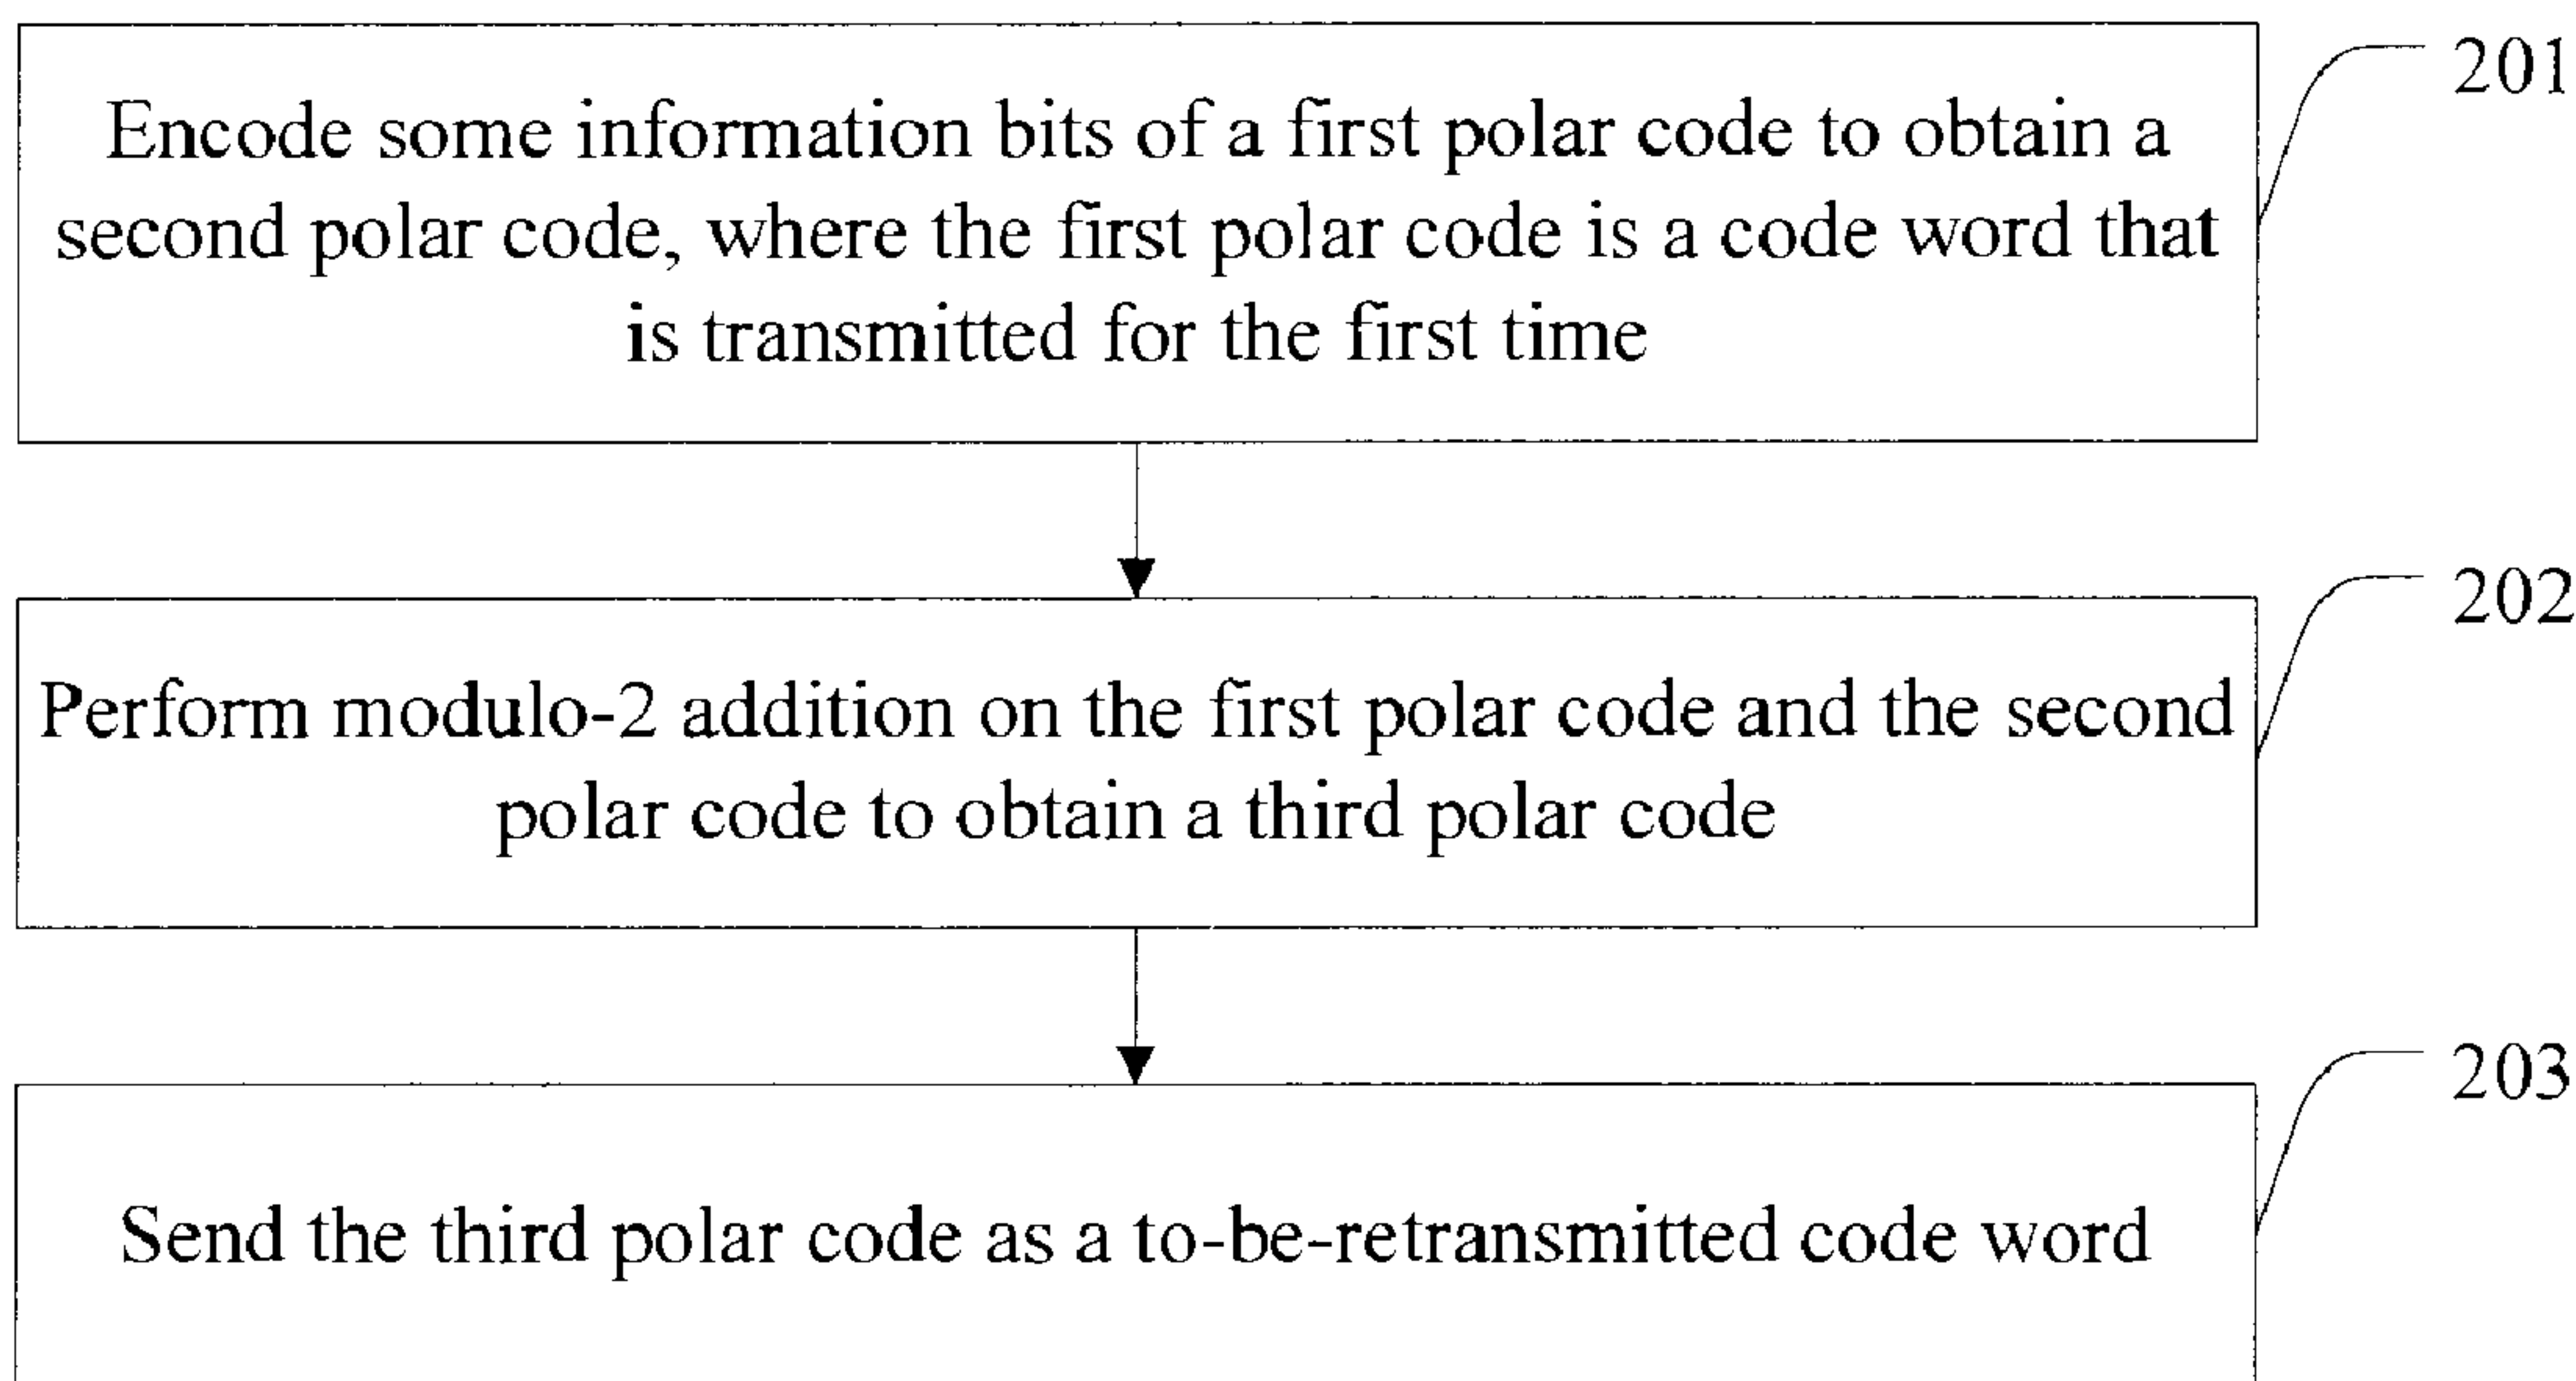 Encode some information bits of a first polar code to obtain a
second polar code, where the first polar code is a code word that
is transmitted for the first time
201
Perform modulo-2 addition on the first polar code and the second
polar code to obtain a third polar code
202
Send the third polar code as a to-be-retransmitted code word
203